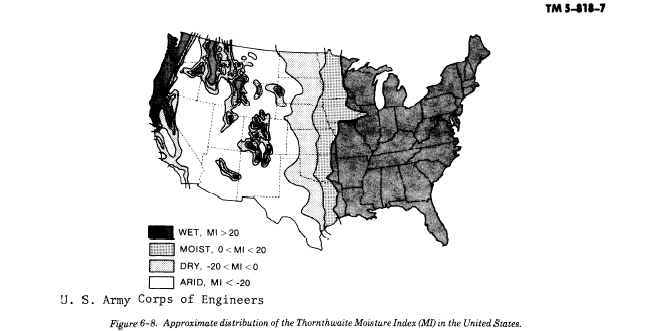 TM 5-818-7
WET, MI > 20
MOIST, 0 < MI < 20
DRY, -20 < MI < 0
ARID, MI < -20
U. S. Army Corps of Engineers
Figure 6-8. Approximate distribution of the Thornthwaite Moisture Index (MI) in the United States.